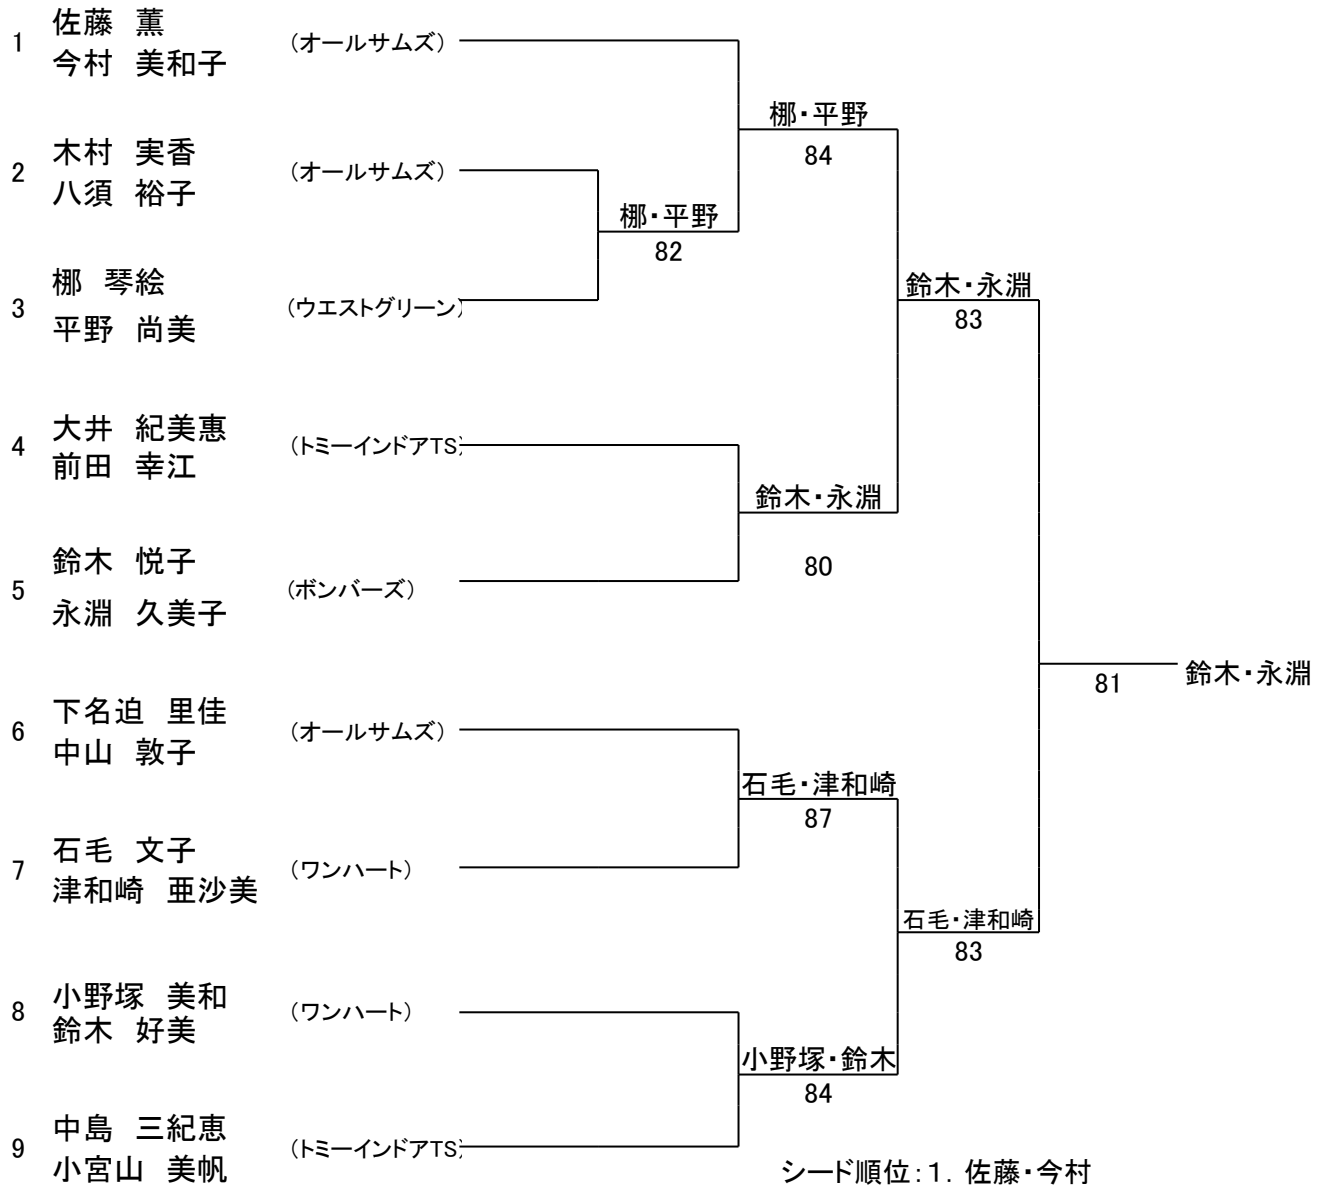 1 佐藤 薫
今村 美和子 (オールサムズ)
梛・平野
84
2 木村 実香
八須 裕子 (オールサムズ)
梛・平野
82
3 梛 琴絵
平野 尚美 (ウエストグリーン)
鈴木・永淵
83
4 大井 紀美惠
前田 幸江 (トミーインドアTS)
鈴木・永淵
80
5 鈴木 悦子
永淵 久美子 (ボンバーズ)
81
鈴木・永淵
6 下名迫 里佳
中山 敦子 (オールサムズ)
石毛・津和崎
87
7 石毛 文子
津和崎 亜沙美 (ワンハート)
石毛・津和崎
83
8 小野塚 美和
鈴木 好美 (ワンハート)
小野塚・鈴木
84
9 中島 三紀恵
小宮山 美帆 (トミーインドアTS)
シード順位:1. 佐藤・今村